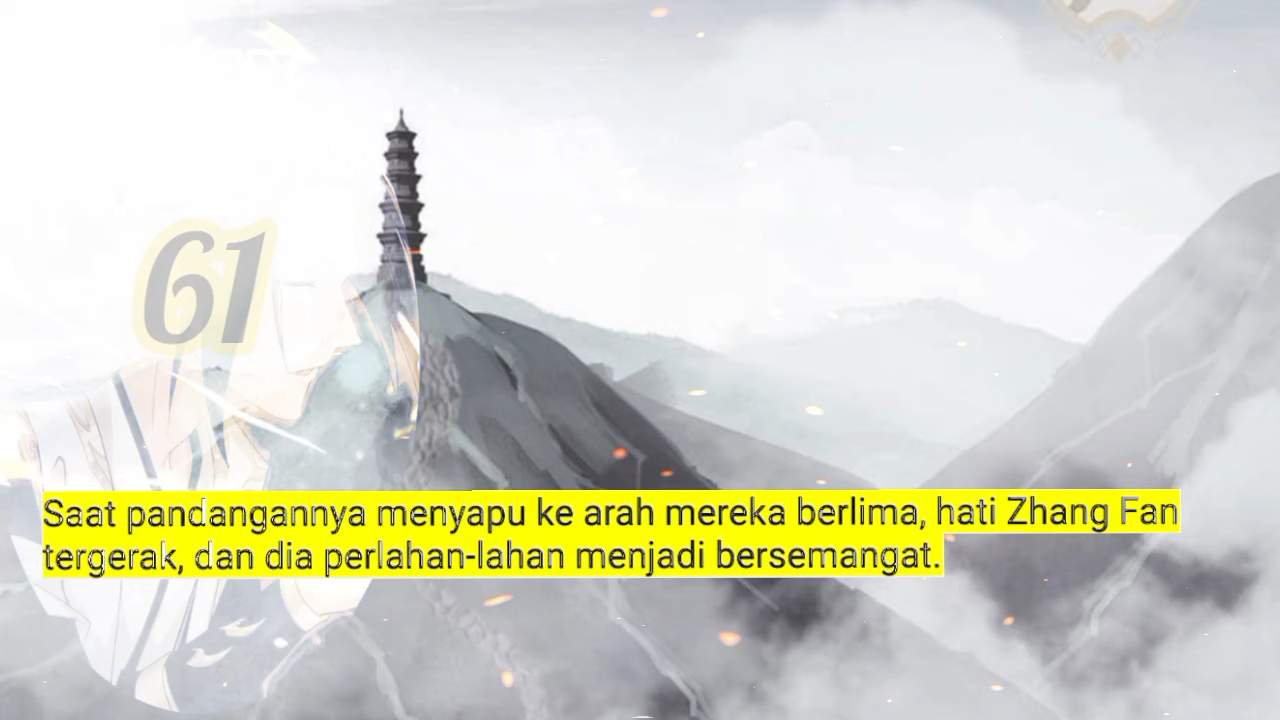 61
Saat pandangannya menyapu ke arah mereka berlima, hati Zhang Fan
tergerak, dan dia perlahan-lahan menjadi bersemangat.